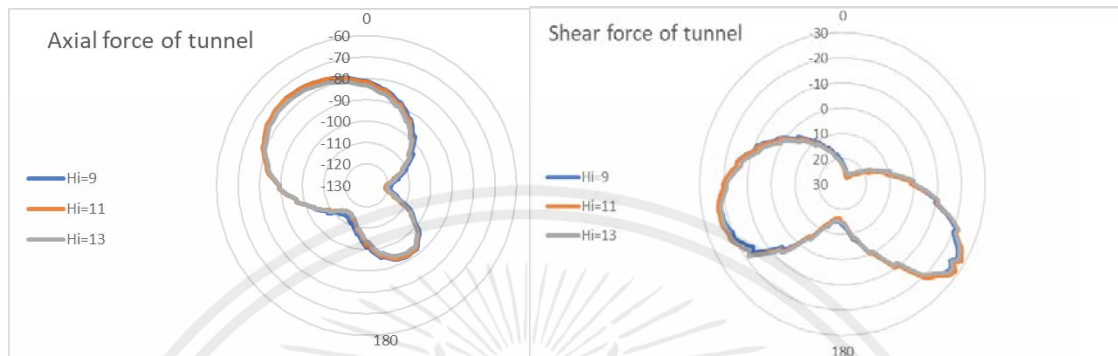 Axial force of tunnel
0
-60
-70
-80
-90
-100
-110
-120
-130
180
Hi=9
Hi=11
Hi=13
Shear force of tunnel
0
-30
-20
-10
0
10
20
30
180
Hi=9
Hi=11
Hi=13